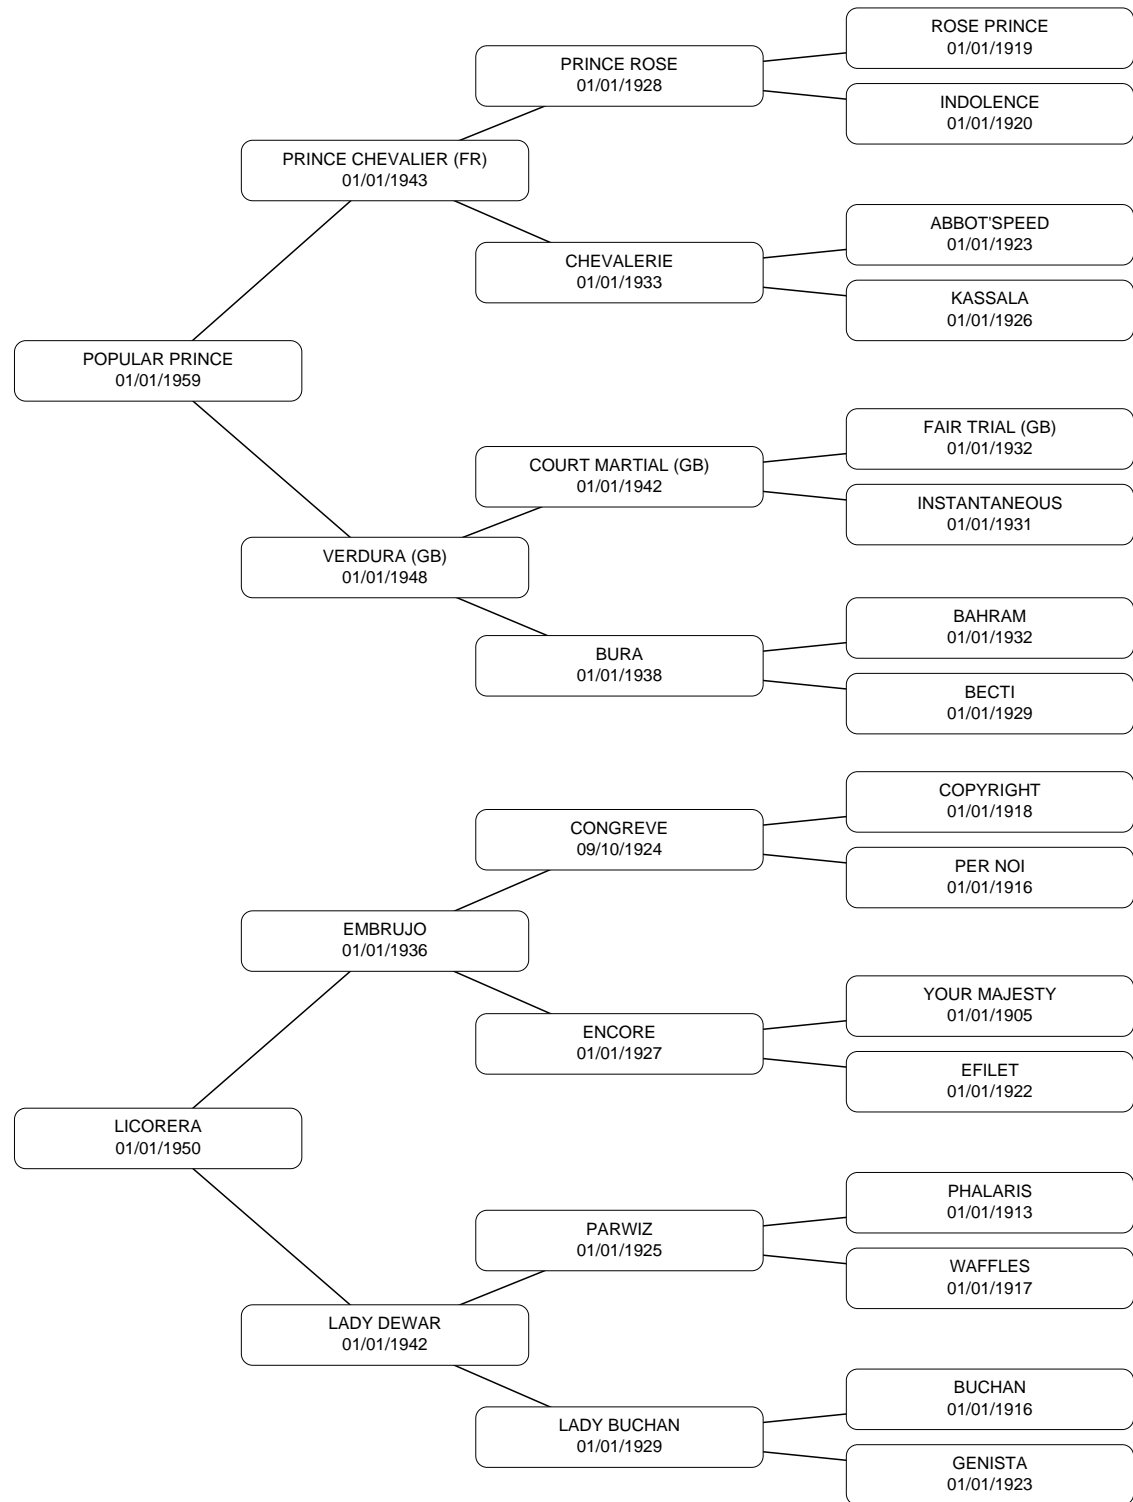 ROSE PRINCE
01/01/1919
PRINCE ROSE
01/01/1928
INDOLENCE
01/01/1920
PRINCE CHEVALIER (FR)
01/01/1943
ABBOT'SPEED
01/01/1923
CHEVALERIE
01/01/1933
KASSALA
01/01/1926
POPULAR PRINCE
01/01/1959
FAIR TRIAL (GB)
01/01/1932
COURT MARTIAL (GB)
01/01/1942
INSTANTANEOUS
01/01/1931
VERDURA (GB)
01/01/1948
BAHRAM
01/01/1932
BURA
01/01/1938
BECTI
01/01/1929
COPYRIGHT
01/01/1918
CONGREVE
09/10/1924
PER NOI
01/01/1916
EMBRUJO
01/01/1936
YOUR MAJESTY
01/01/1905
ENCORE
01/01/1927
EFILET
01/01/1922
LICORERA
01/01/1950
PHALARIS
01/01/1913
PARWIZ
01/01/1925
WAFFLES
01/01/1917
LADY DEWAR
01/01/1942
BUCHAN
01/01/1916
LADY BUCHAN
01/01/1929
GENISTA
01/01/1923